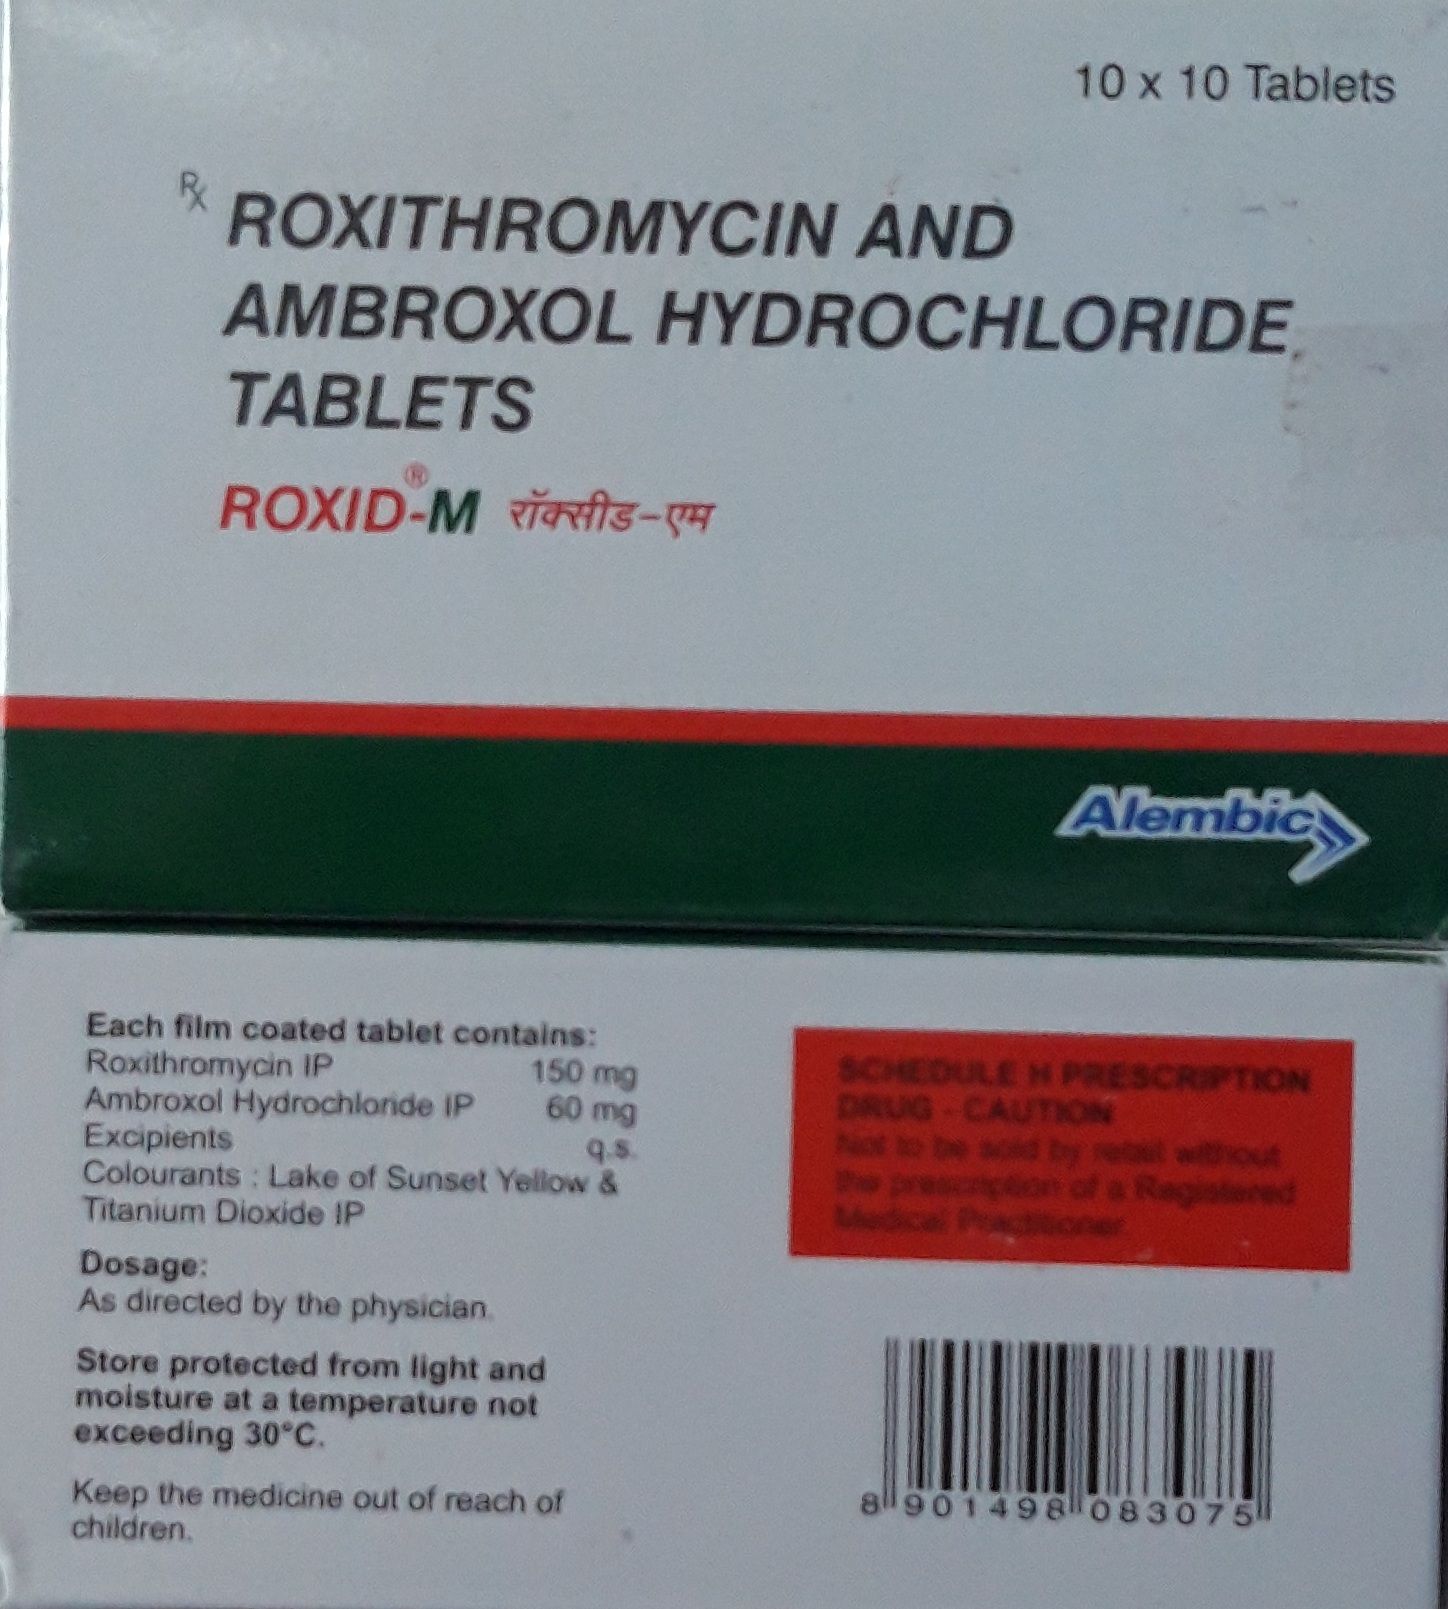 10 x 10 Tablets
Rx
ROXITHROMYCIN AND
AMBROXOL HYDROCHLORIDE
TABLETS
ROXID®-M रॉक्सीड-एम
Alembic
Each film coated tablet contains:
Roxithromycin IP 150 mg
Ambroxol Hydrochloride IP 60 mg
Excipients q.s.
Colourants : Lake of Sunset Yellow &
Titanium Dioxide IP
Dosage:
As directed by the physician.
Store protected from light and
moisture at a temperature not
exceeding 30°C.
Keep the medicine out of reach of
children.
SCHEDULE H PRESCRIPTION
DRUG - CAUTION
Not to be sold by retail without
the prescription of a Registered
Medical Practitioner.
8 901498 083075